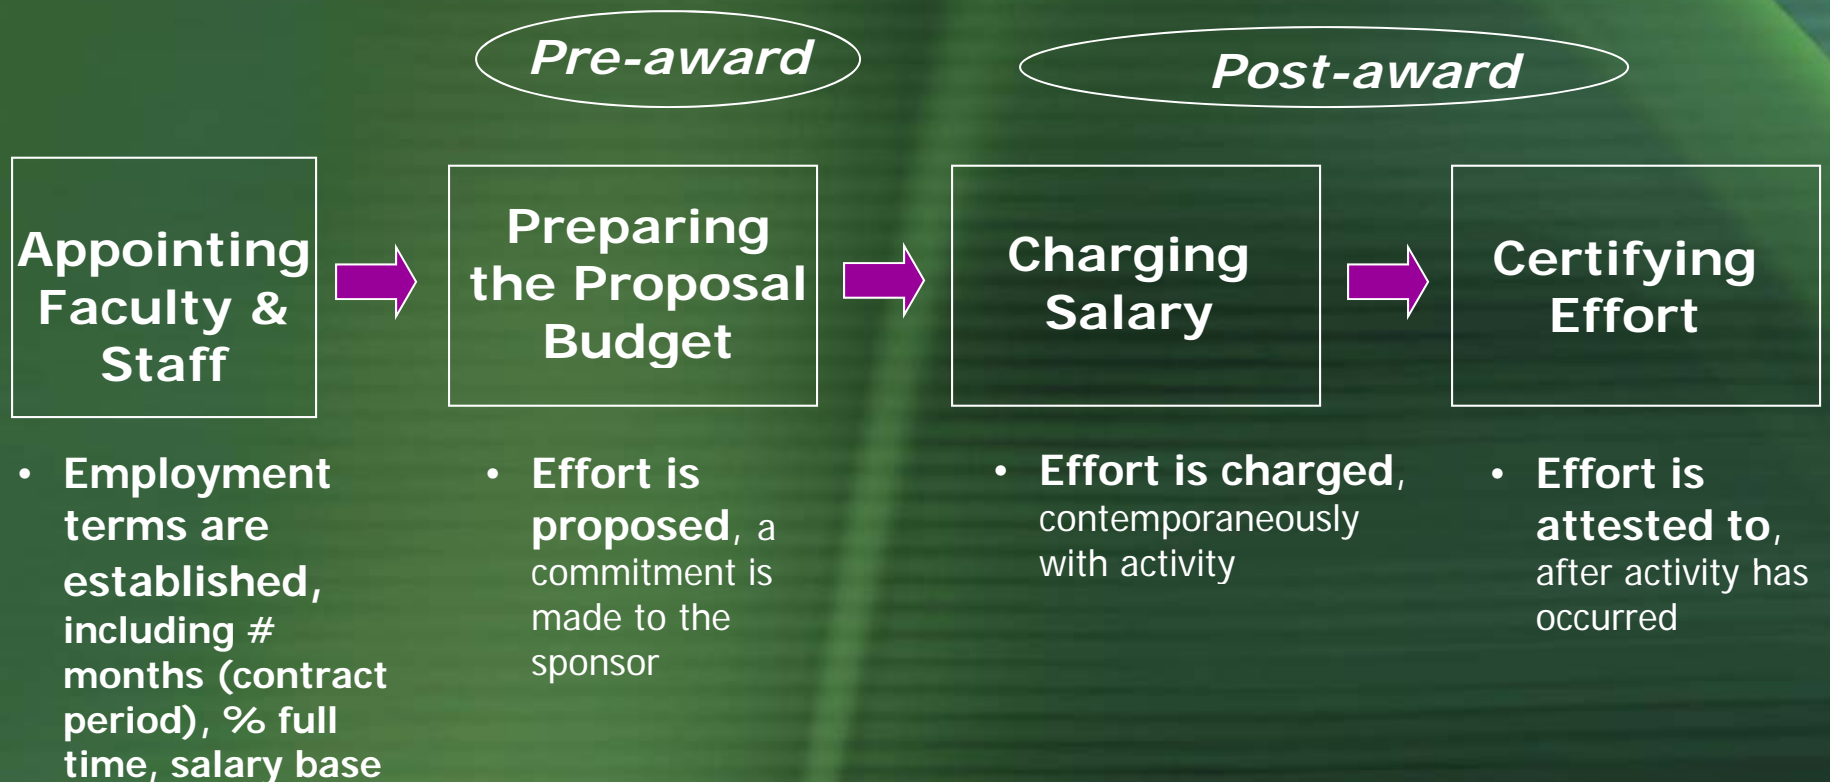 Pre-award
Post-award
Appointing
Faculty &
Staff
Preparing
the Proposal
Budget
Charging
Salary
Certifying
Effort
• Employment
terms are
established,
including #
months (contract
period), % full
time, salary base
• Effort is
proposed, a
commitment is
made to the
sponsor
• Effort is charged,
contemporaneously
with activity
• Effort is
attested to,
after activity has
occurred